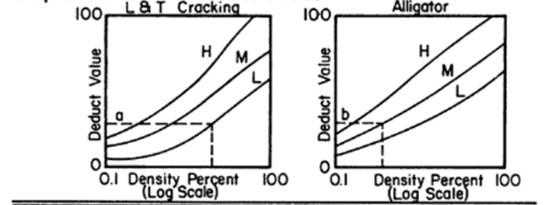 L & T Cracking
100
Deduct Value
a
H
M
L
0
0.1 Density Percent 100
(Log Scale)
Alligator
100
Deduct Value
b
H
M
L
0
0.1 Density Percent 100
(Log Scale)